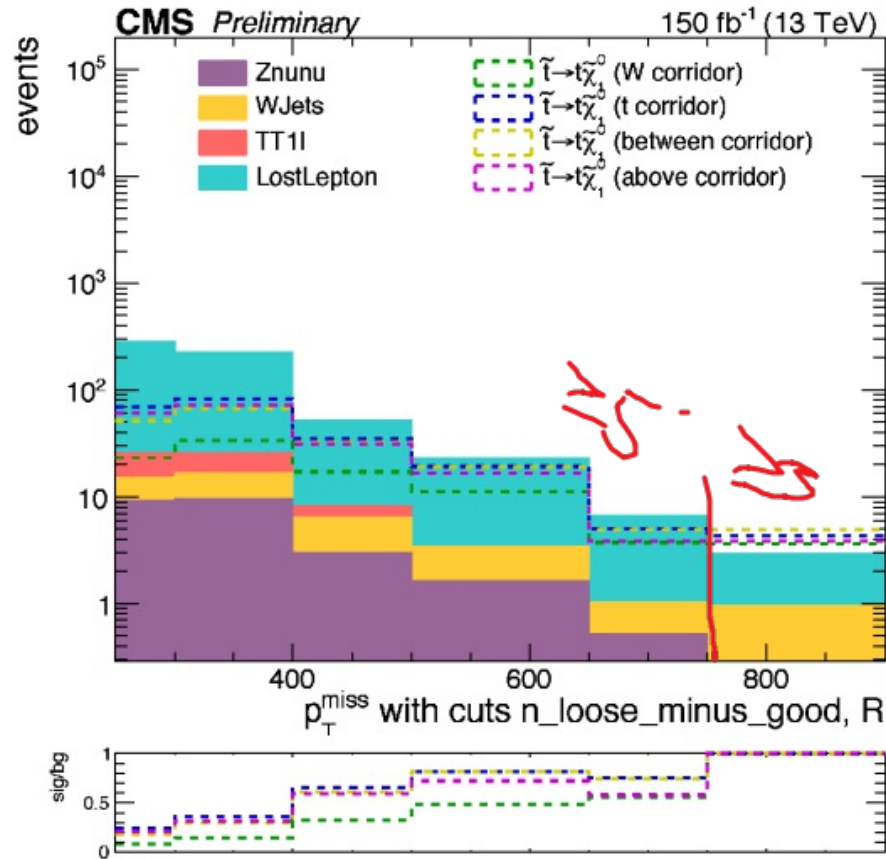 CMS Preliminary 150 fb⁻¹ (13 TeV)
events
10⁵
10⁴
10³
10²
10
1
Znunu
WJets
TT1l
LostLepton
t̃→tχ̃₁⁰ (W corridor)
t̃→tχ̃₁⁰ (t corridor)
t̃→tχ̃₁⁰ (between corridor)
t̃→tχ̃₁⁰ (above corridor)
400 600 800
p_T^miss with cuts n_loose_minus_good, R
sig/bg
1
0.5
0